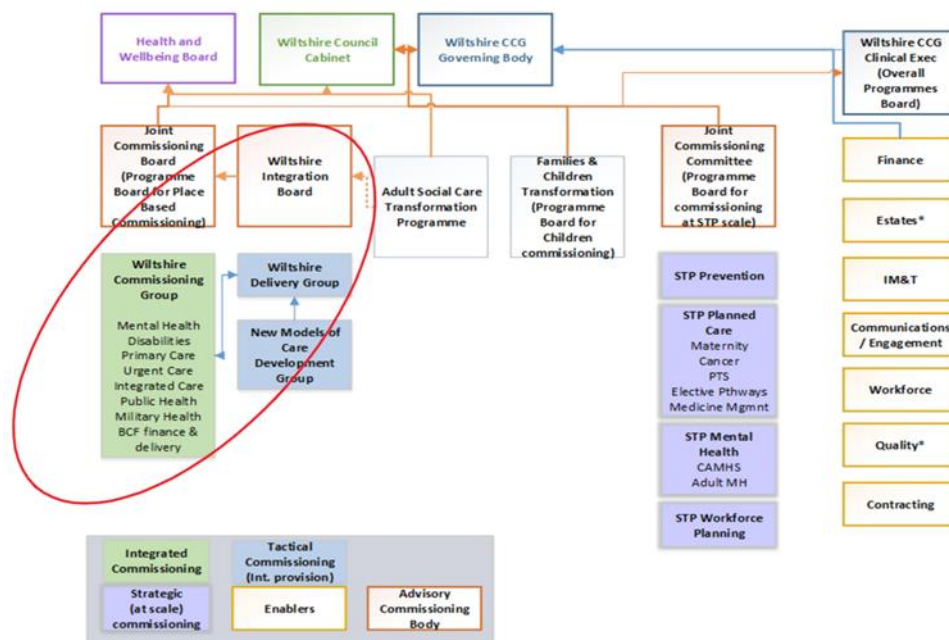 Health and
Wellbeing Board
Wiltshire Council
Cabinet
Wiltshire CCG
Governing Body
Wiltshire CCG
Clinical Exec
(Overall
Programmes
Board)
Joint
Commissioning
Board
(Programme
Board for Place
Based
Commissioning)
Wiltshire
Integration
Board
Adult Social Care
Transformation
Programme
Families &
Children
Transformation
(Programme
Board for
Children
commissioning)
Joint
Commissioning
Committee
(Programme
Board for
commissioning
at STP scale)
Finance
Estates*
IM&T
Communications
/ Engagement
Workforce
Quality*
Contracting
Wiltshire
Commissioning
Group
Mental Health
Disabilities
Primary Care
Urgent Care
Integrated Care
Public Health
Military Health
BCF finance &
delivery
Wiltshire
Delivery Group
New Models of
Care
Development
Group
STP Prevention
STP Planned Care
Maternity
Cancer
PTS
Elective Pthways
Medicine Mgmnt
STP Mental
Health
CAMHS
Adult MH
STP Workforce
Planning
Integrated
Commissioning
Tactical
Commissioning
(Int. provision)
Strategic
(at scale)
commissioning
Enablers
Advisory
Commissioning
Body